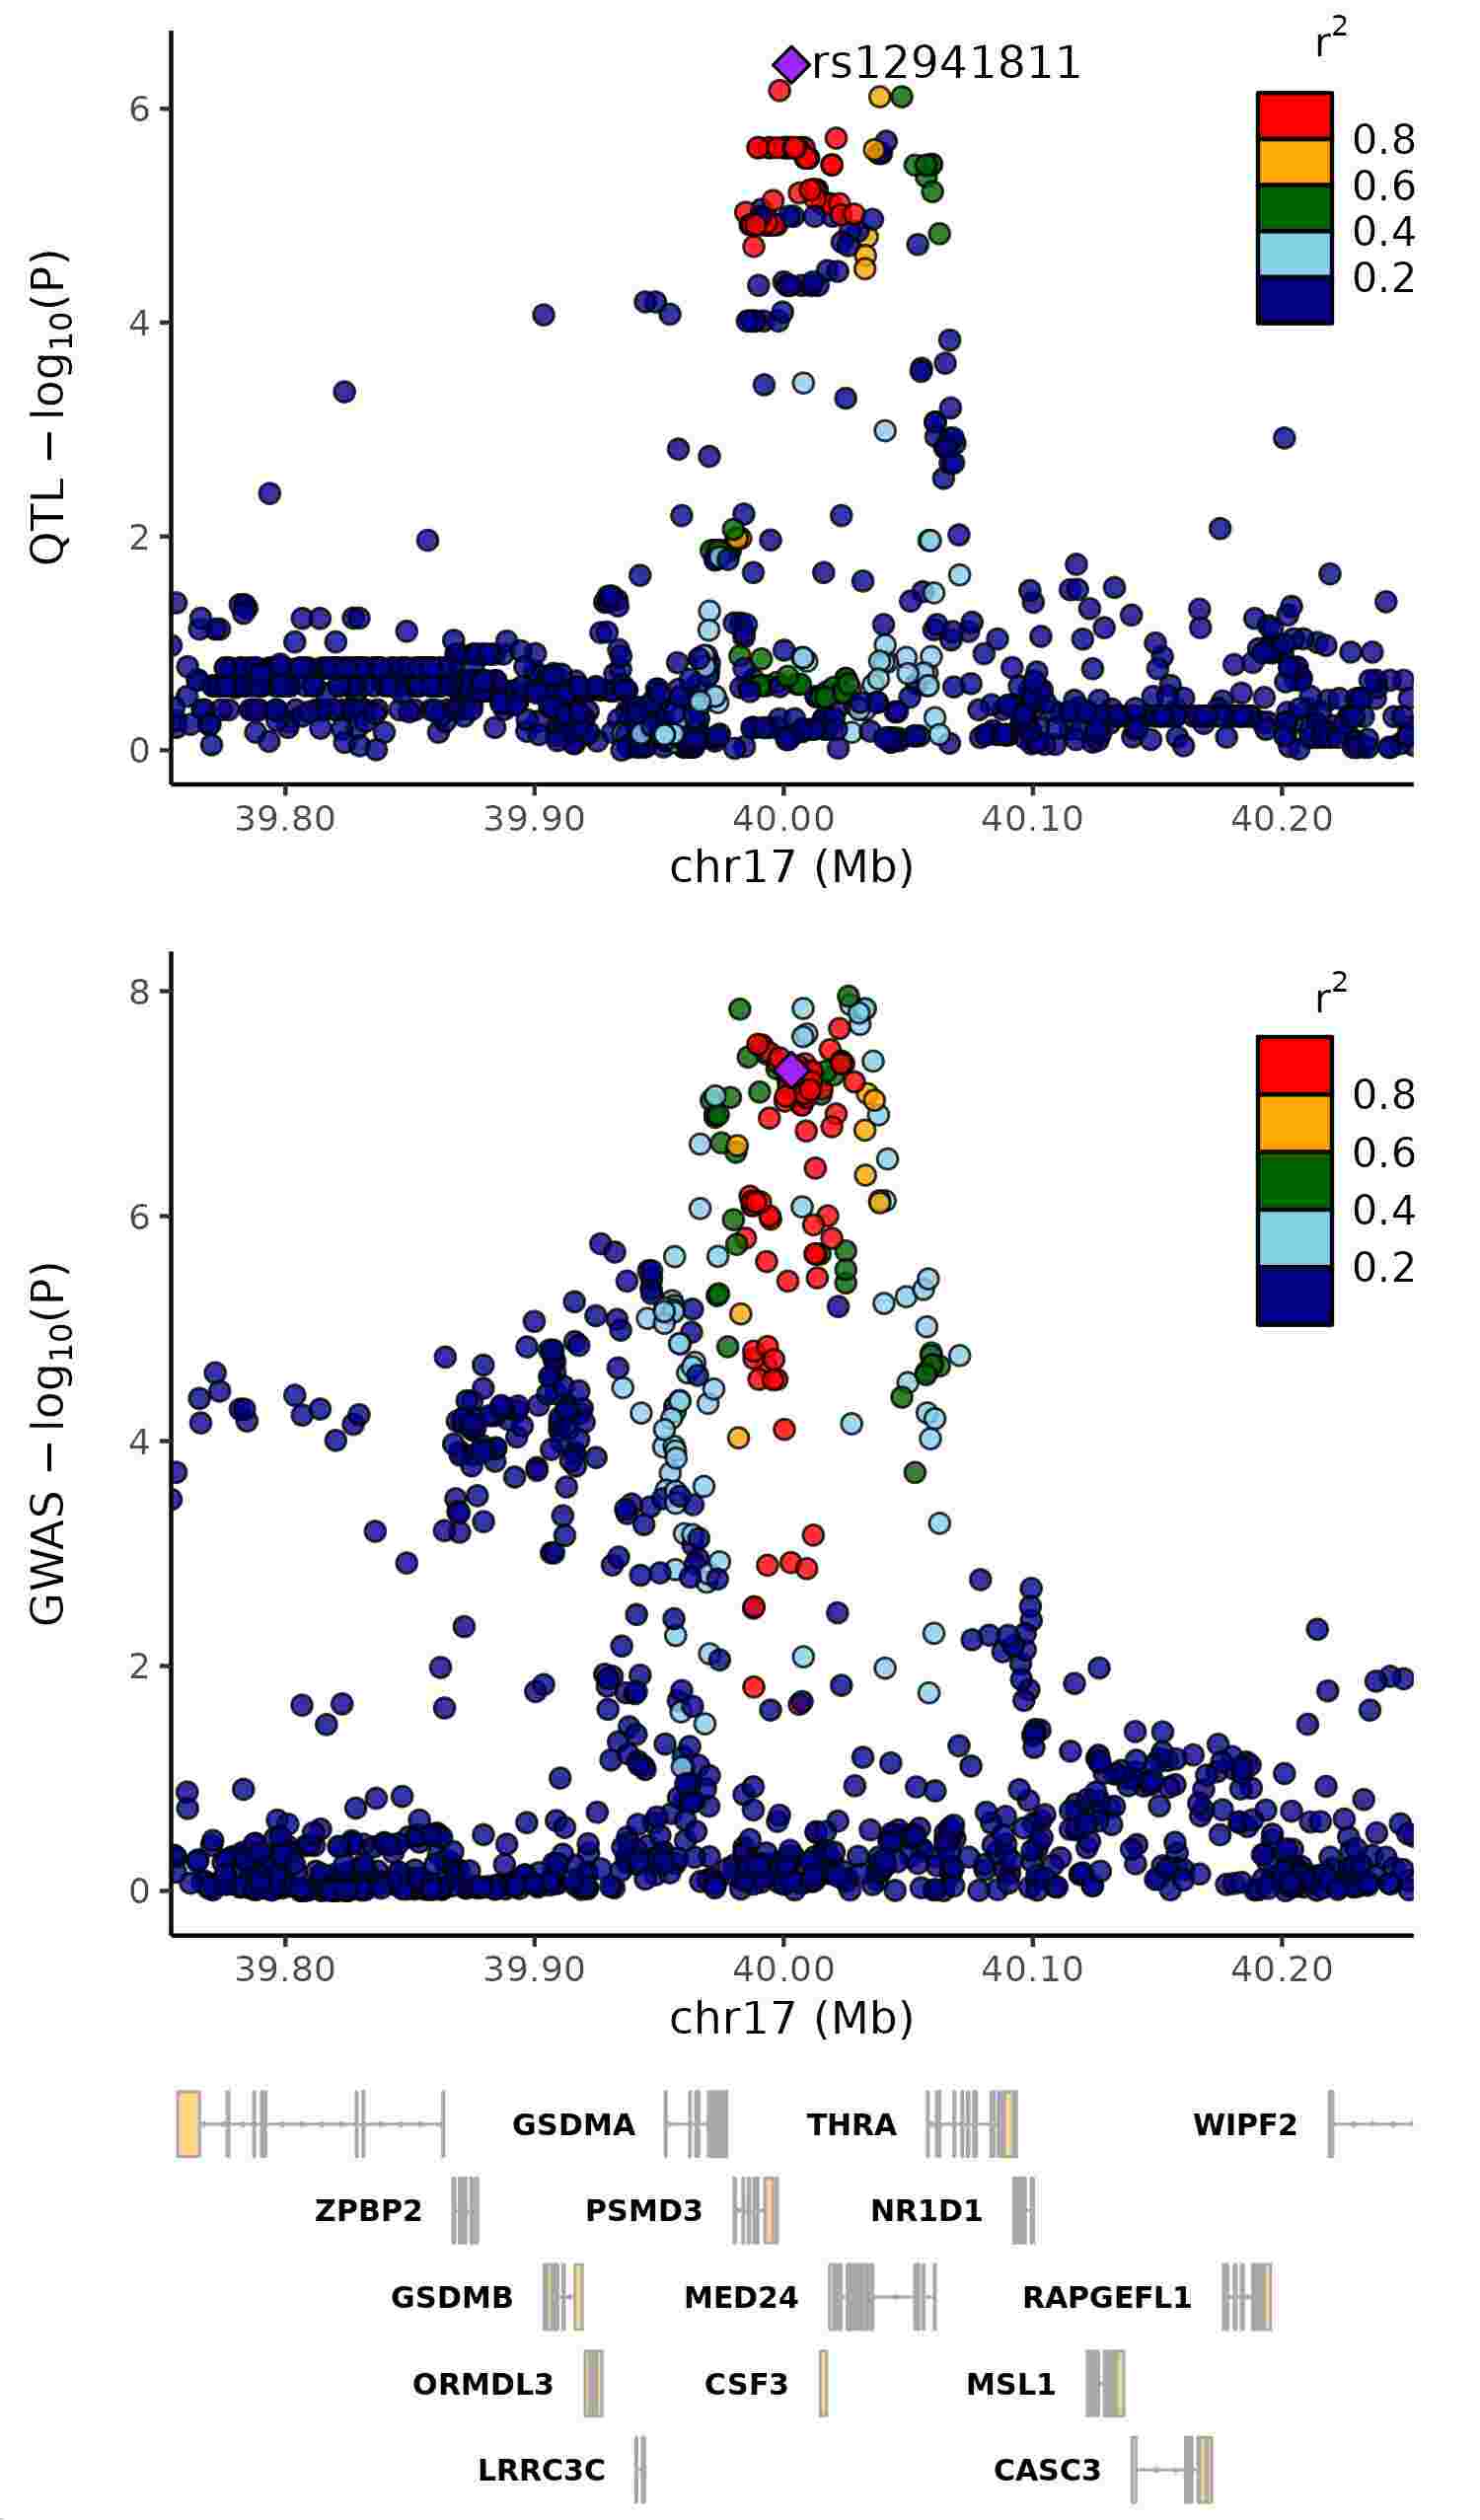 r²
rs12941811
6
4
2
0
0.8
0.6
0.4
0.2
QTL −log₁₀(P)
39.80 39.90 40.00 40.10 40.20
chr17 (Mb)
r²
8
6
4
2
0
0.8
0.6
0.4
0.2
GWAS −log₁₀(P)
39.80 39.90 40.00 40.10 40.20
chr17 (Mb)
GSDMA THRA WIPF2
ZPBP2 PSMD3 NR1D1
GSDMB MED24 RAPGEFL1
ORMDL3 CSF3 MSL1
LRRC3C CASC3